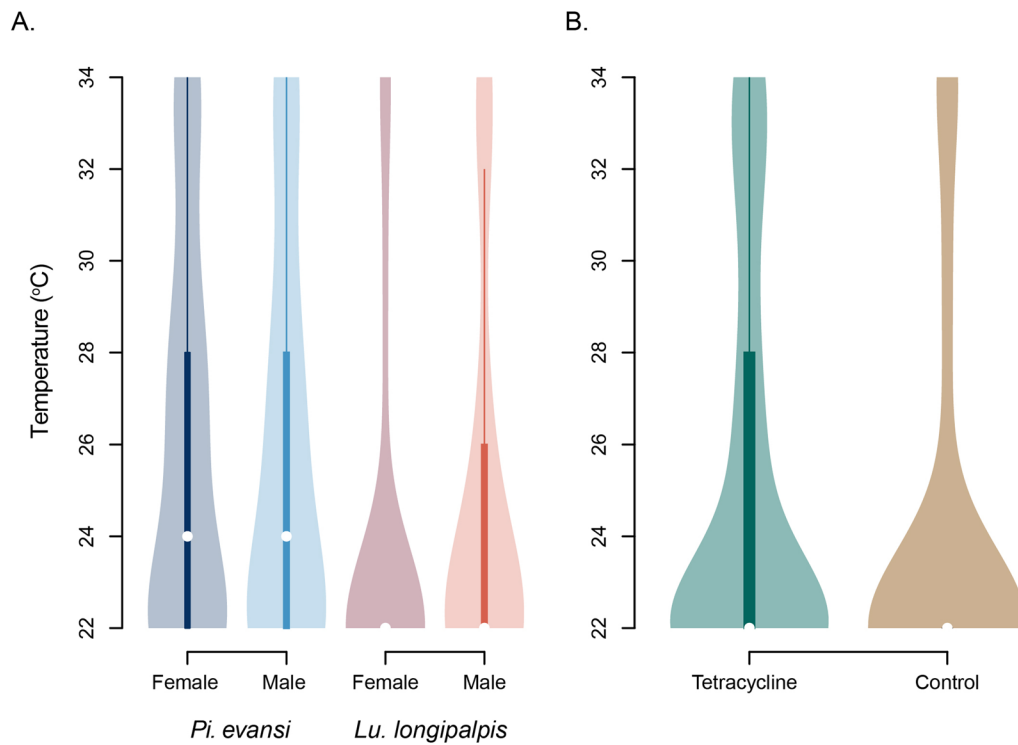 A.
Temperature (ºC)
34
32
30
28
26
24
22
Female Male Female Male
Pi. evansi Lu. longipalpis
B.
34
32
30
28
26
24
22
Tetracycline Control